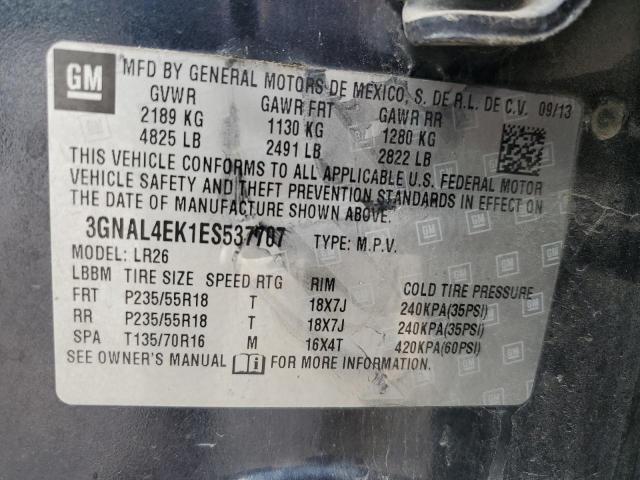 GM
MFD BY GENERAL MOTORS DE MEXICO, S. DE R.L. DE C.V. 09/13
GVWR GAWR FRT GAWR RR
2189 KG 1130 KG 1280 KG
4825 LB 2491 LB 2822 LB
THIS VEHICLE CONFORMS TO ALL APPLICABLE U.S. FEDERAL MOTOR
VEHICLE SAFETY AND THEFT PREVENTION STANDARDS IN EFFECT ON
THE DATE OF MANUFACTURE SHOWN ABOVE.
3GNAL4EK1ES537707 TYPE: M.P.V.
MODEL: LR26
LBBM TIRE SIZE SPEED RTG RIM COLD TIRE PRESSURE
FRT P235/55R18 T 18X7J 240KPA(35PSI)
RR P235/55R18 T 18X7J 240KPA(35PSI)
SPA T135/70R16 M 16X4T 420KPA(60PSI)
SEE OWNER'S MANUAL FOR MORE INFORMATION.